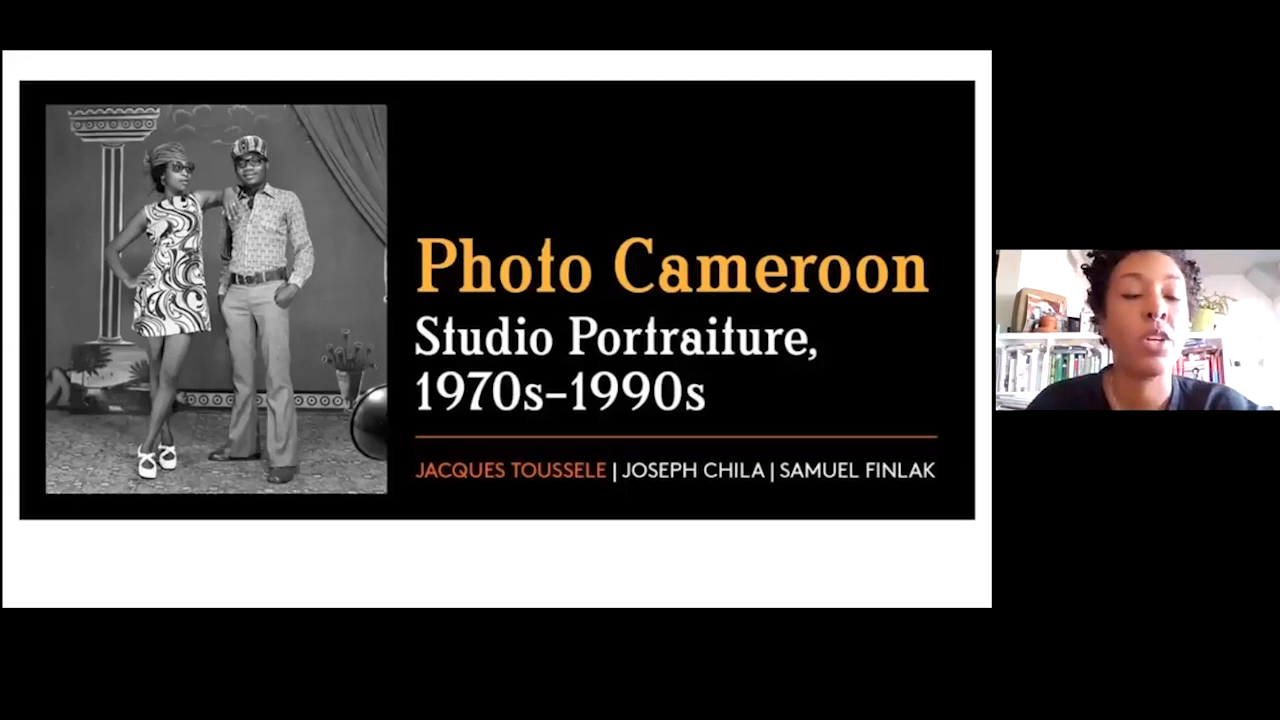 Photo Cameroon
Studio Portraiture,
1970s–1990s
JACQUES TOUSSELE | JOSEPH CHILA | SAMUEL FINLAK